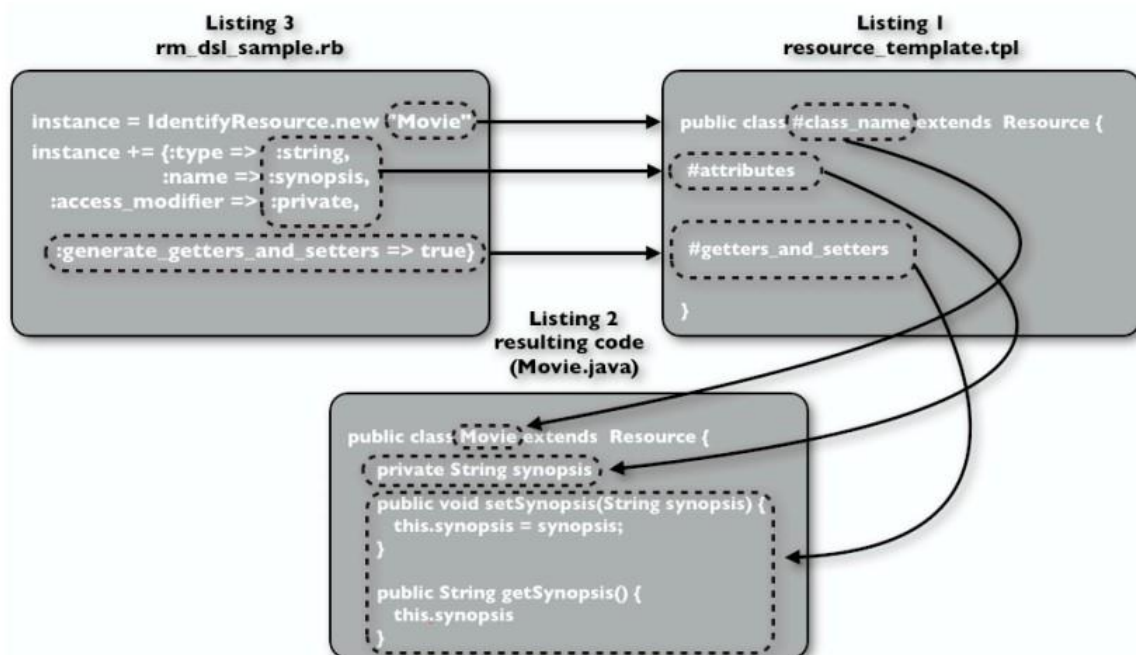 Listing 3
rm_dsl_sample.rb
instance = IdentifyResource.new "Movie"
instance += {:type => :string,
:name => :synopsis,
:access_modifier => :private,
:generate_getters_and_setters => true}
Listing 1
resource_template.tpl
public class #class_name extends Resource {
#attributes
#getters_and_setters
}
Listing 2
resulting code
(Movie.java)
public class Movie extends Resource {
private String synopsis
public void setSynopsis(String synopsis) {
this.synopsis = synopsis;
}
public String getSynopsis() {
this.synopsis
}